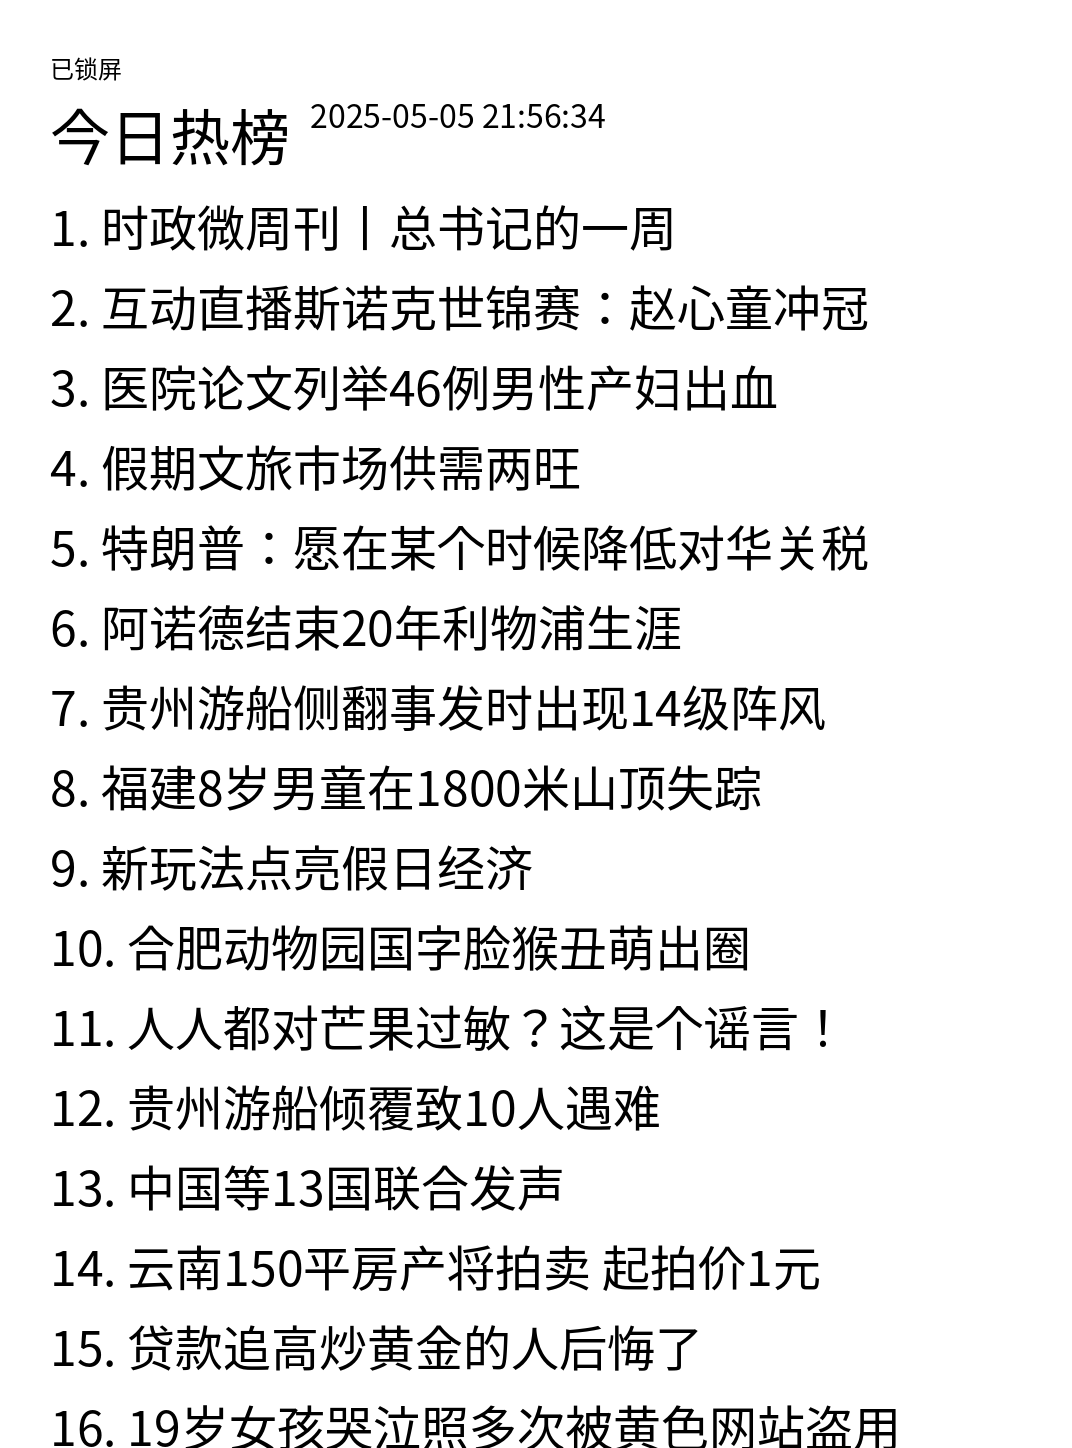 已锁屏
今日热榜 2025-05-05 21:56:34
1. 时政微周刊丨总书记的一周
2. 互动直播斯诺克世锦赛：赵心童冲冠
3. 医院论文列举46例男性产妇出血
4. 假期文旅市场供需两旺
5. 特朗普：愿在某个时候降低对华关税
6. 阿诺德结束20年利物浦生涯
7. 贵州游船侧翻事发时出现14级阵风
8. 福建8岁男童在1800米山顶失踪
9. 新玩法点亮假日经济
10. 合肥动物园国字脸猴丑萌出圈
11. 人人都对芒果过敏？这是个谣言！
12. 贵州游船倾覆致10人遇难
13. 中国等13国联合发声
14. 云南150平房产将拍卖 起拍价1元
15. 贷款追高炒黄金的人后悔了
16. 19岁女孩哭泣照多次被黄色网站盗用